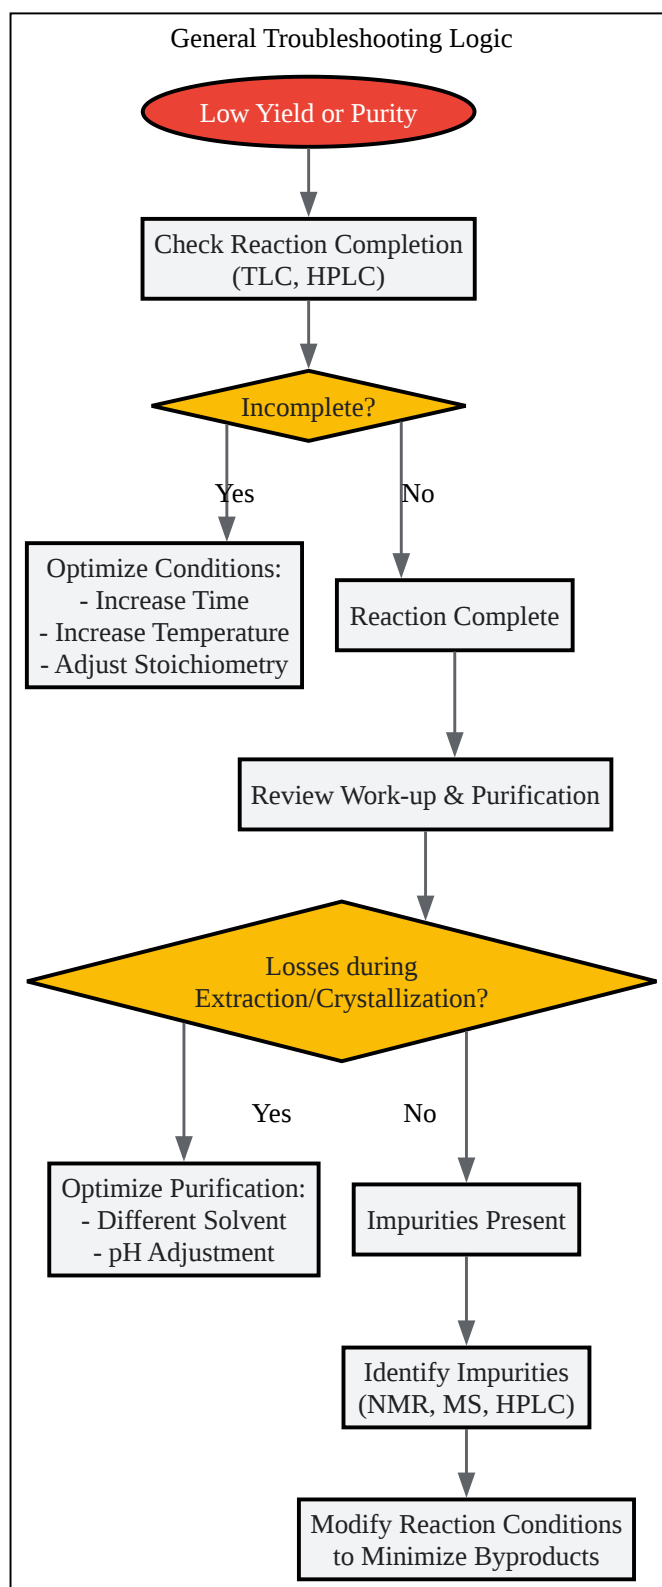 General Troubleshooting Logic
Low Yield or Purity
Check Reaction Completion
(TLC, HPLC)
Incomplete?
Yes
No
Optimize Conditions:
- Increase Time
- Increase Temperature
- Adjust Stoichiometry
Reaction Complete
Review Work-up & Purification
Losses during
Extraction/Crystallization?
Yes
No
Optimize Purification:
- Different Solvent
- pH Adjustment
Impurities Present
Identify Impurities
(NMR, MS, HPLC)
Modify Reaction Conditions
to Minimize Byproducts